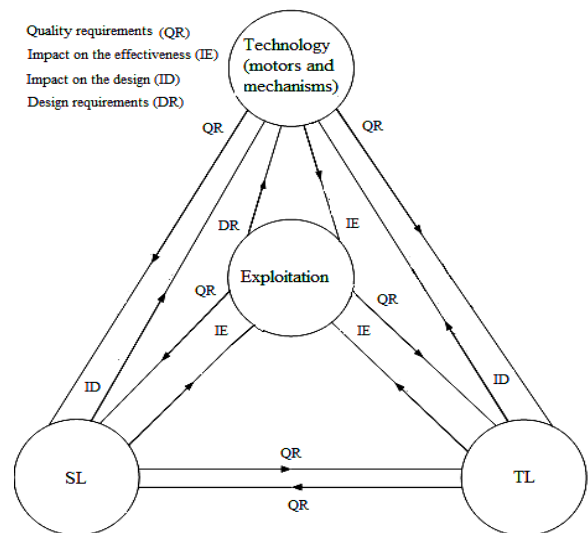 Quality requirements (QR)
Impact on the effectiveness (IE)
Impact on the design (ID)
Design requirements (DR)
Technology
(motors and
mechanisms)
QR
QR
DR
IE
Exploitation
QR
QR
IE
IE
ID
ID
SL
TL
QR
QR